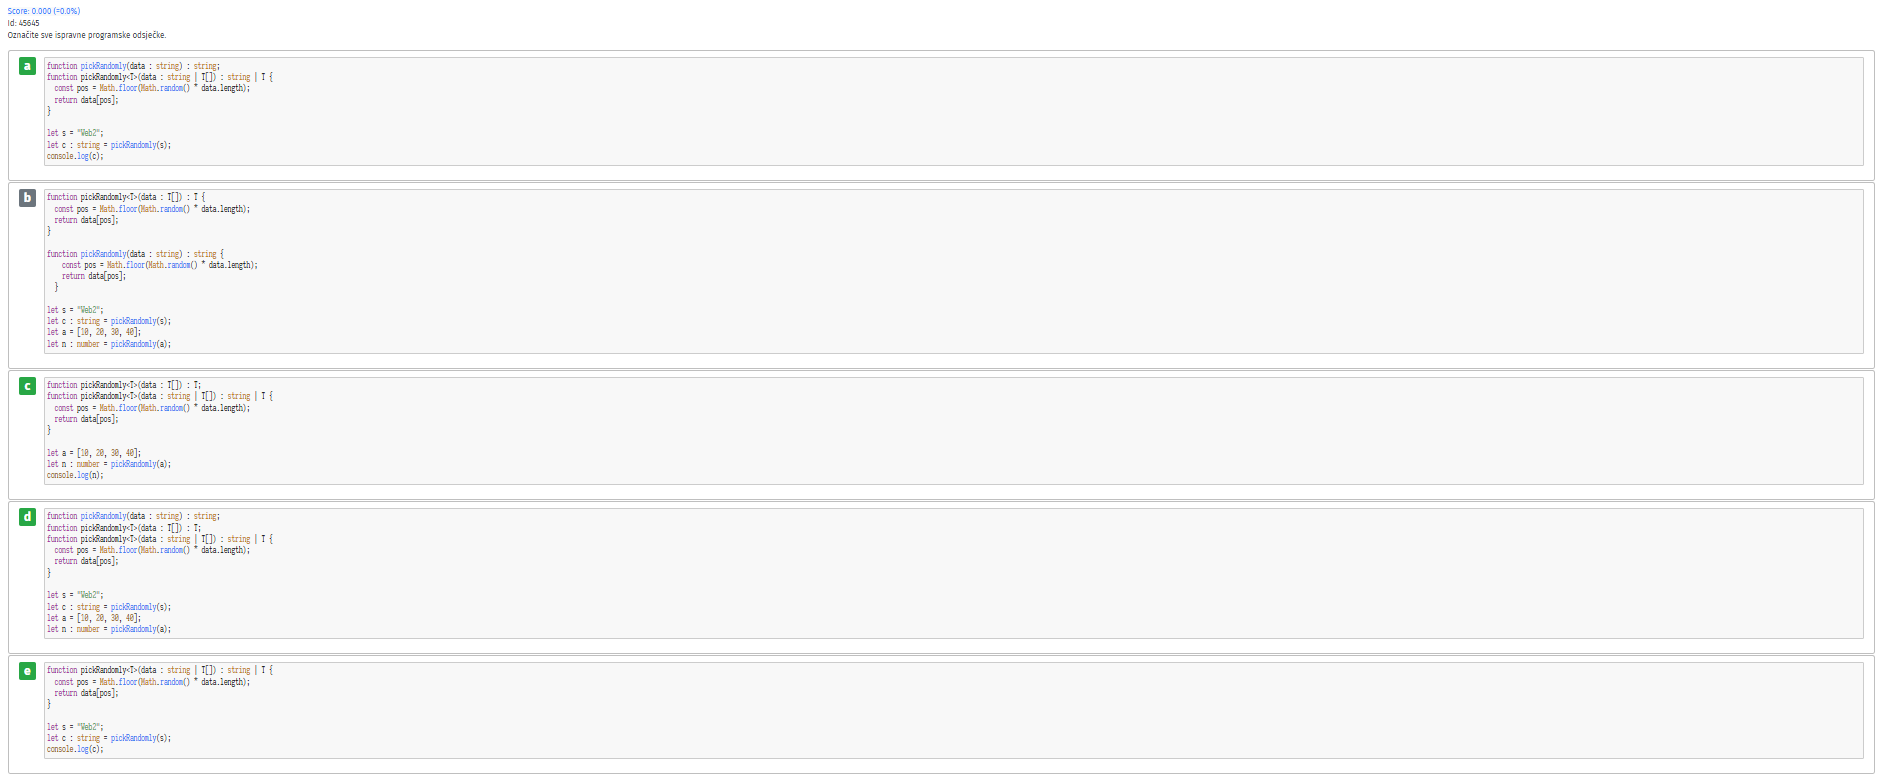 Score: 0.000 (=0.0%)
Id: 45645
Označite sve ispravne programske odsječke.
a
function pickRandomly(data : string) : string;
function pickRandomly<T>(data : string | T[]) : string | T {
  const pos = Math.floor(Math.random() * data.length);
  return data[pos];
}
let s = "Web2";
let c : string = pickRandomly(s);
console.log(c);
b
function pickRandomly<T>(data : T[]) : T {
  const pos = Math.floor(Math.random() * data.length);
  return data[pos];
}
function pickRandomly(data : string) : string {
    const pos = Math.floor(Math.random() * data.length);
    return data[pos];
  }
let s = "Web2";
let c : string = pickRandomly(s);
let a = [10, 20, 30, 40];
let n : number = pickRandomly(a);
c
function pickRandomly<T>(data : T[]) : T;
function pickRandomly<T>(data : string | T[]) : string | T {
  const pos = Math.floor(Math.random() * data.length);
  return data[pos];
}
let a = [10, 20, 30, 40];
let n : number = pickRandomly(a);
console.log(n);
d
function pickRandomly(data : string) : string;
function pickRandomly<T>(data : T[]) : T;
function pickRandomly<T>(data : string | T[]) : string | T {
  const pos = Math.floor(Math.random() * data.length);
  return data[pos];
}
let s = "Web2";
let c : string = pickRandomly(s);
let a = [10, 20, 30, 40];
let n : number = pickRandomly(a);
e
function pickRandomly<T>(data : string | T[]) : string | T {
  const pos = Math.floor(Math.random() * data.length);
  return data[pos];
}
let s = "Web2";
let c : string = pickRandomly(s);
console.log(c);